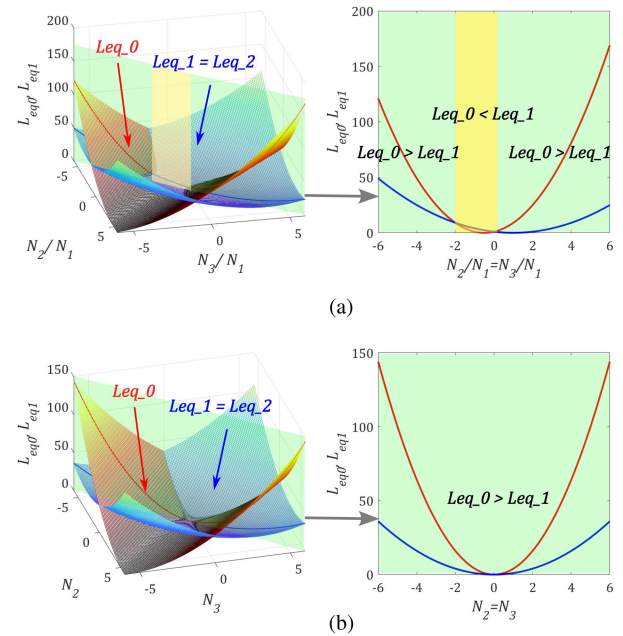 200
150
100
50
0
L_eq0, L_eq1
Leq_0
Leq_1 = Leq_2
-5
0
5
N_2/ N_1
-5
0
5
N_3/ N_1
200
150
100
50
0
L_eq0, L_eq1
Leq_0 < Leq_1
Leq_0 > Leq_1
Leq_0 > Leq_1
-6 -4 -2 0 2 4 6
N_2/N_1=N_3/N_1
(a)
150
100
50
0
L_eq0, L_eq1
Leq_0
Leq_1 = Leq_2
-5
0
5
N_2
-5
0
5
N_3
150
100
50
0
L_eq0, L_eq1
Leq_0 > Leq_1
-6 -4 -2 0 2 4 6
N_2=N_3
(b)